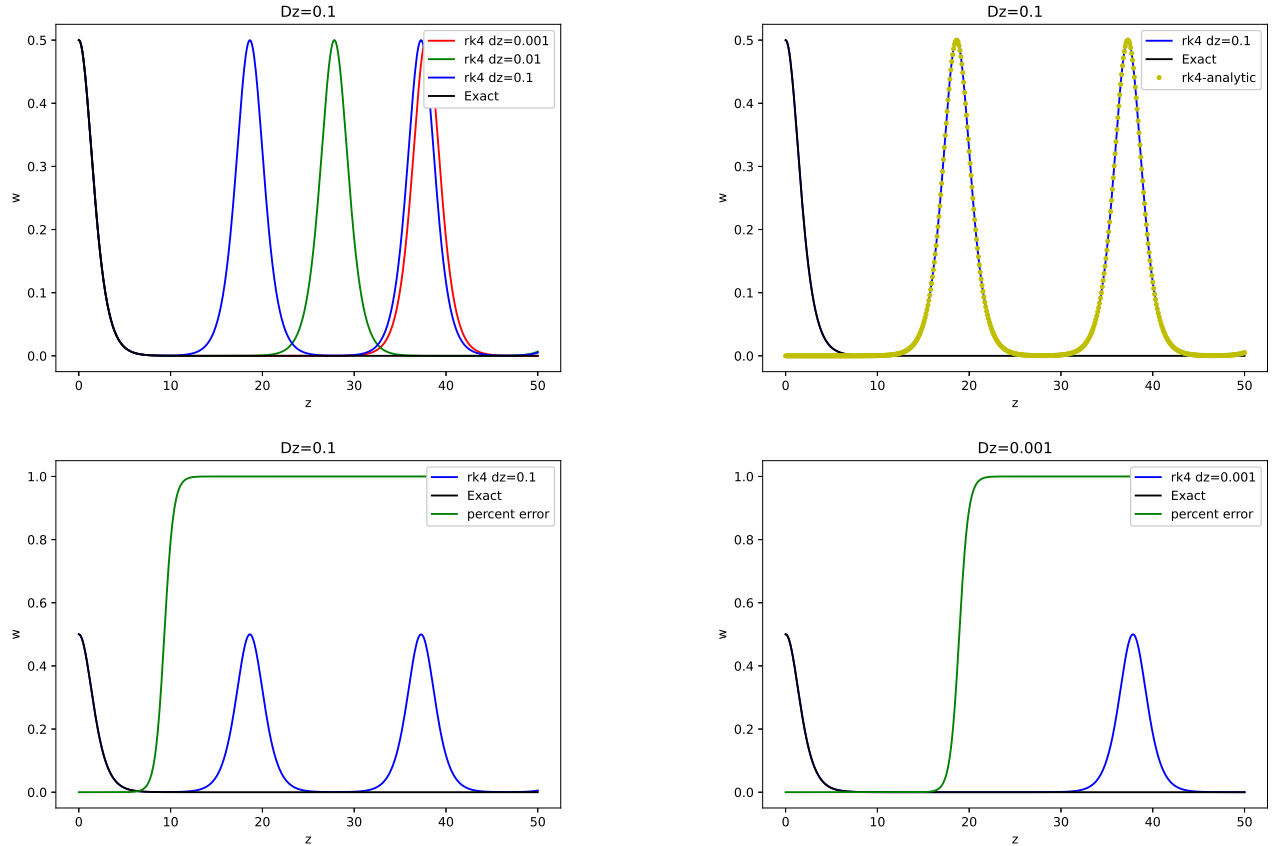 Dz=0.1
0.5
0.4
0.3
0.2
0.1
0.0
w
0 10 20 30 40 50
z
rk4 dz=0.001
rk4 dz=0.01
rk4 dz=0.1
Exact
Dz=0.1
0.5
0.4
0.3
0.2
0.1
0.0
w
0 10 20 30 40 50
z
rk4 dz=0.1
Exact
rk4-analytic
Dz=0.1
1.0
0.8
0.6
0.4
0.2
0.0
w
0 10 20 30 40 50
z
rk4 dz=0.1
Exact
percent error
Dz=0.001
1.0
0.8
0.6
0.4
0.2
0.0
w
0 10 20 30 40 50
z
rk4 dz=0.001
Exact
percent error